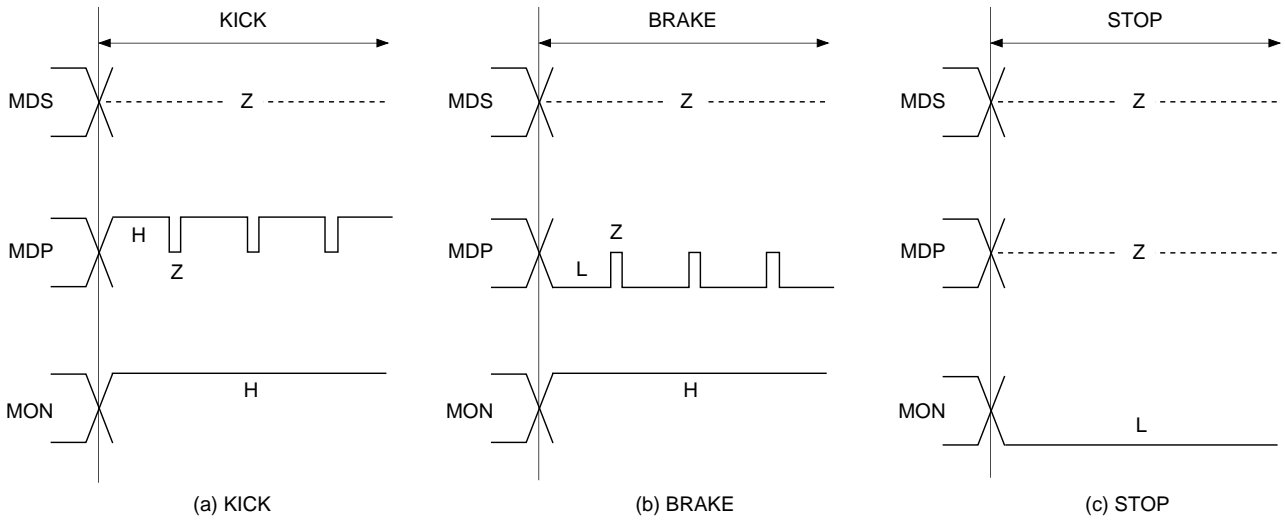 KICK
MDS
Z
MDP
H
Z
MON
H
(a) KICK
BRAKE
MDS
Z
MDP
Z
L
MON
H
(b) BRAKE
STOP
MDS
Z
MDP
Z
MON
L
(c) STOP